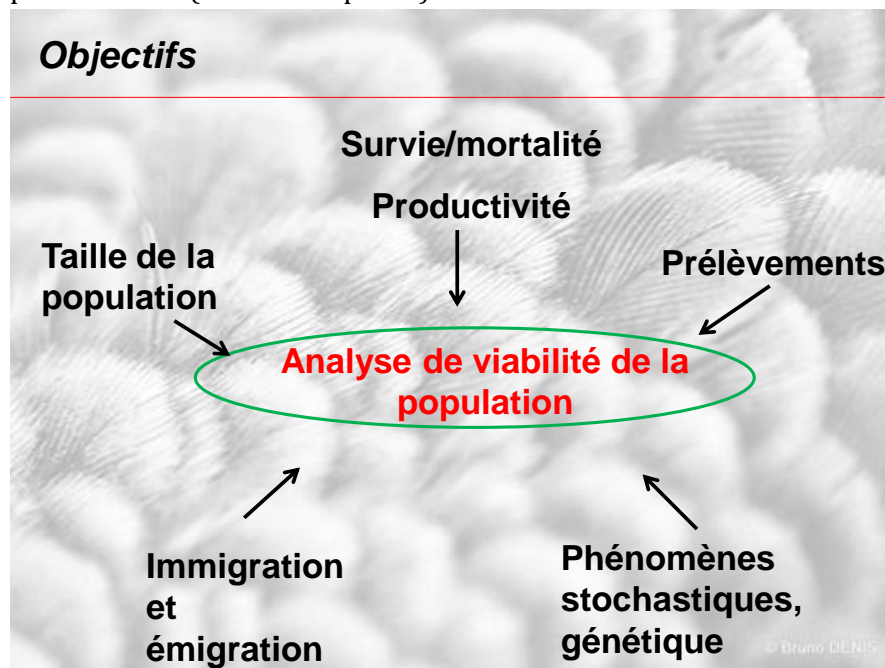 Objectifs
Survie/mortalité
Productivité
Taille de la
population
Prélèvements
Analyse de viabilité de la
population
Immigration
et
émigration
Phénomènes
stochastiques,
génétique
© Bruno DENIS